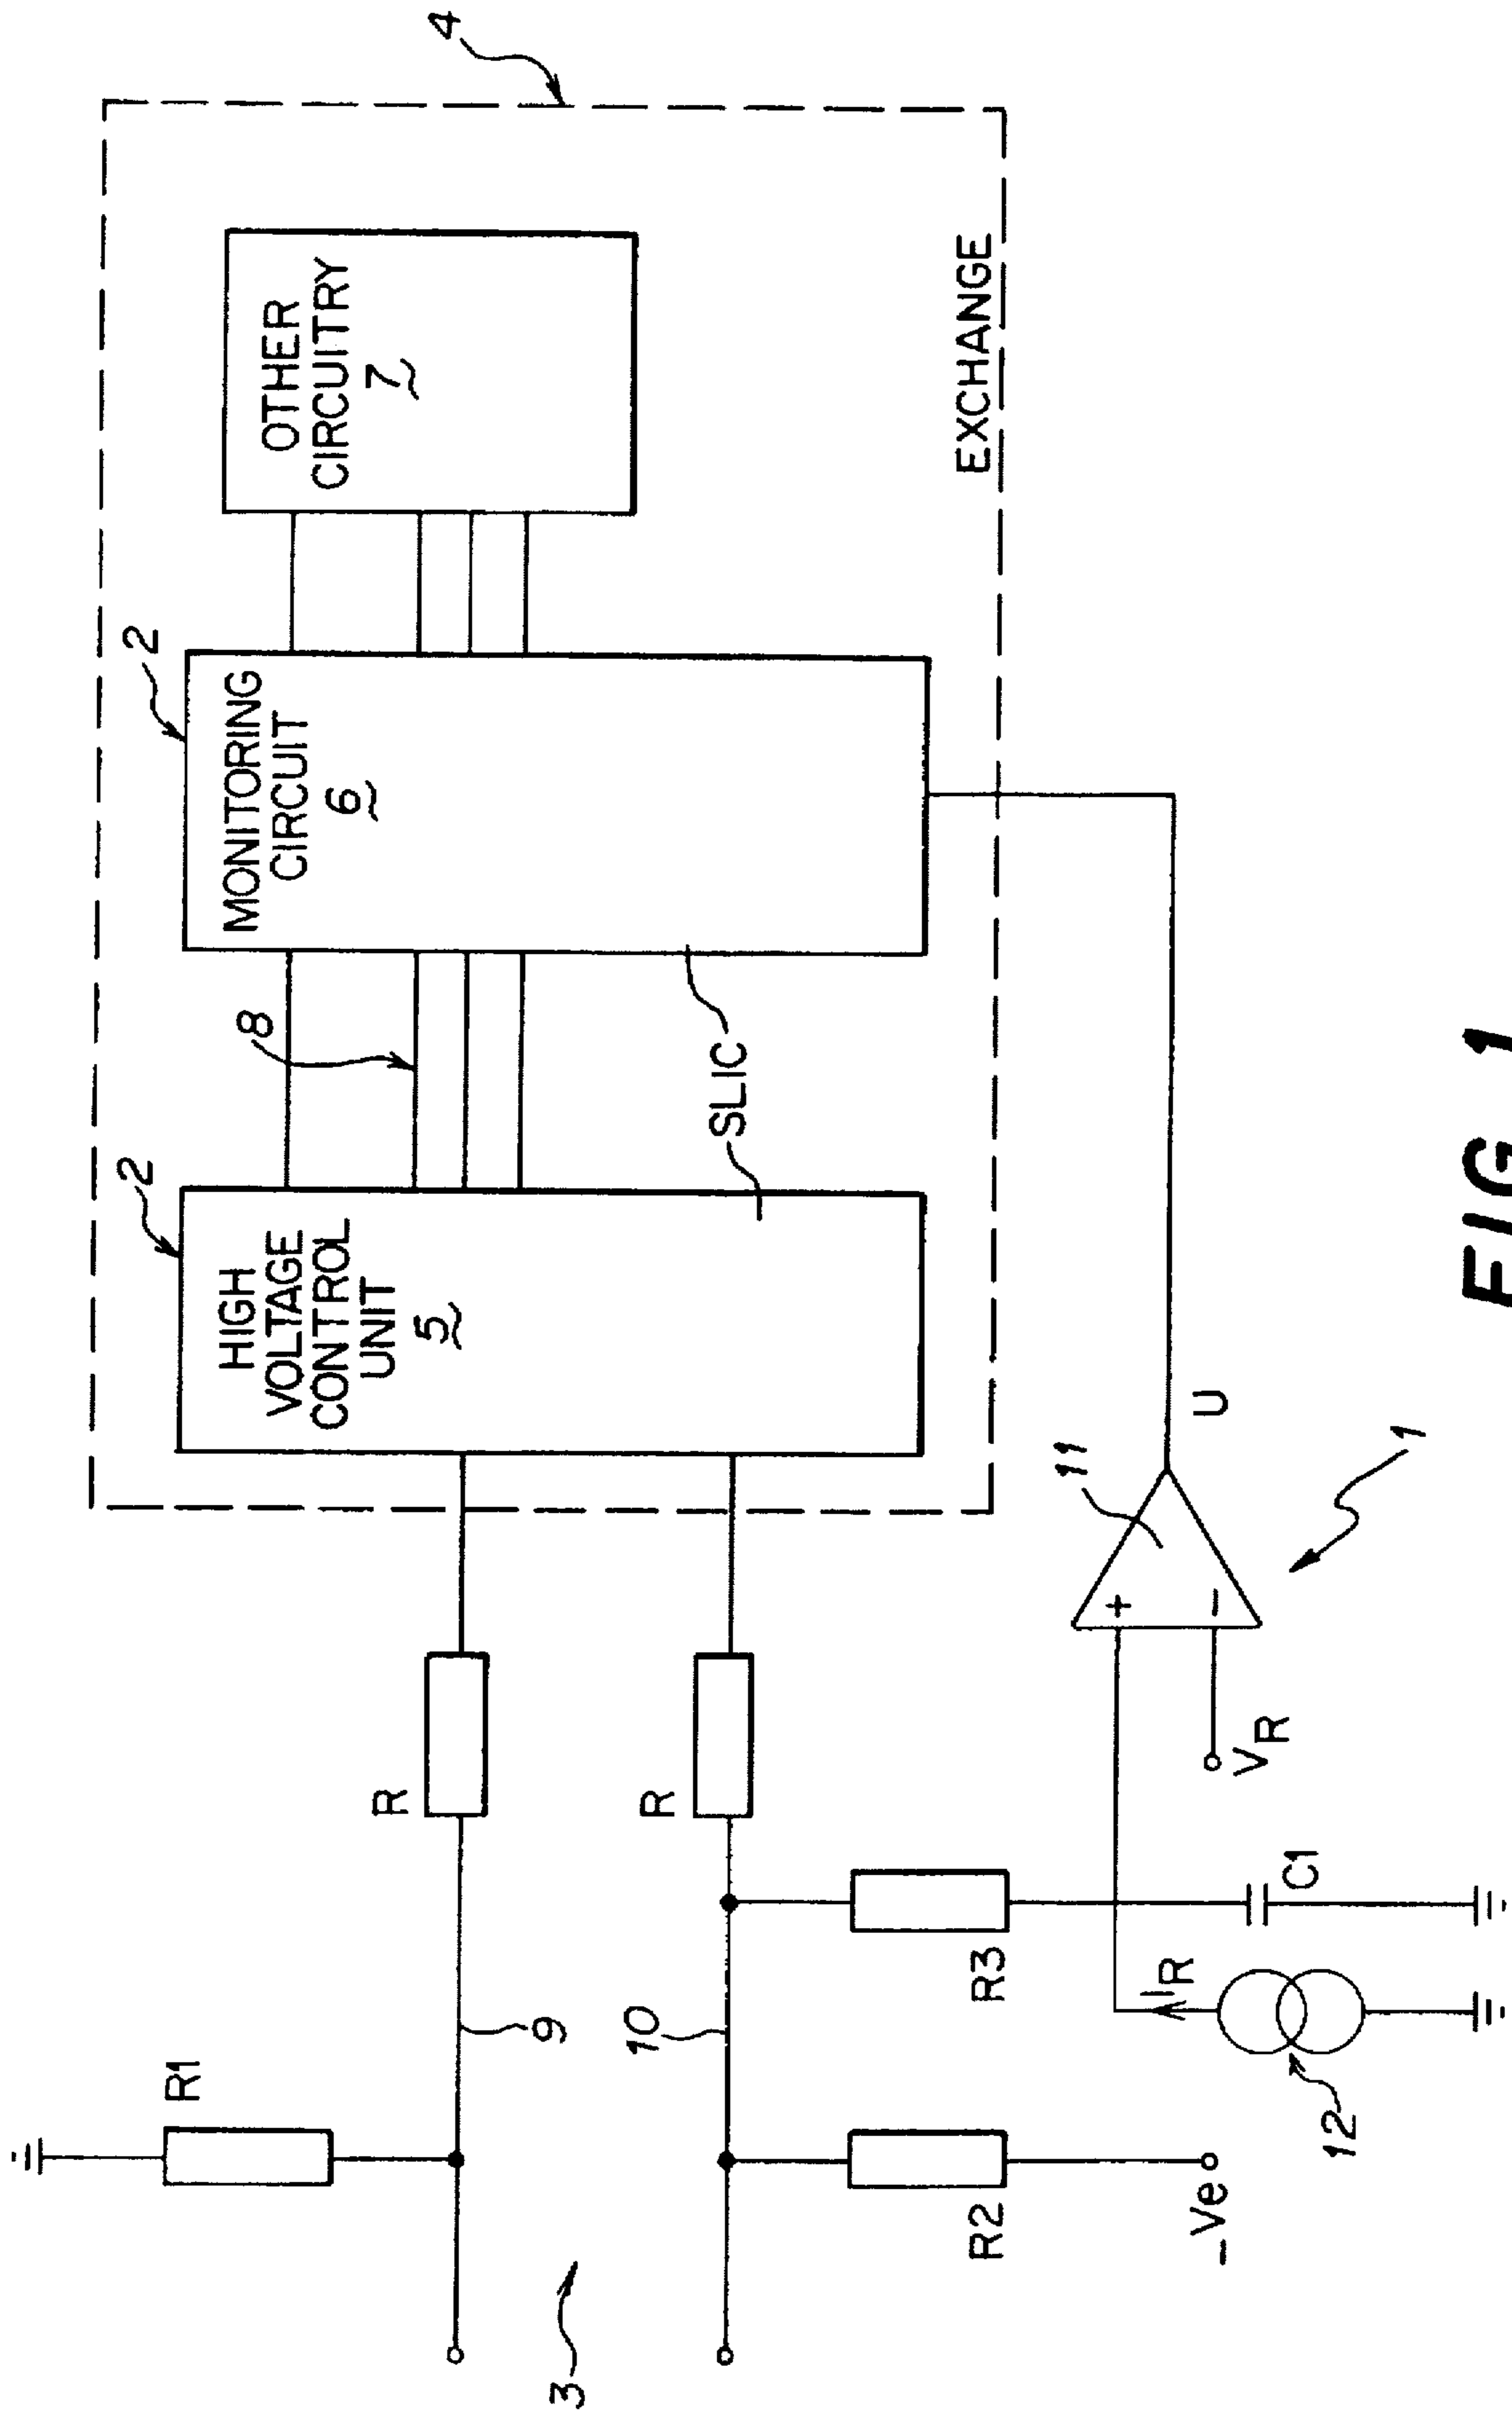 4
2
2
HIGH
VOLTAGE
CONTROL
UNIT
5
8
MONITORING
CIRCUIT
6
OTHER
CIRCUITRY
7
SLIC
EXCHANGE
R1
R
9
3
10
R
R2
R3
-Ve
12
IR
C1
VR
+
-
11
U
1
FIG 1